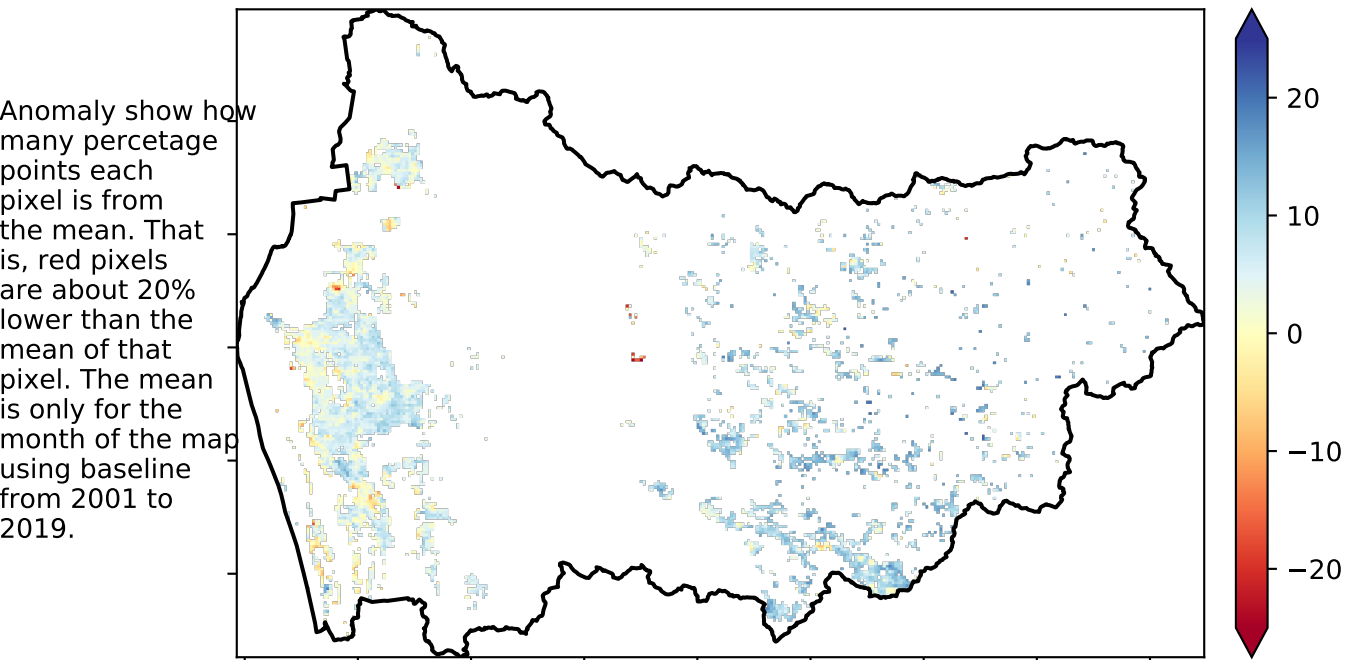 Anomaly show how
many percetage
points each
pixel is from
the mean. That
is, red pixels
are about 20%
lower than the
mean of that
pixel. The mean
is only for the
month of the map
using baseline
from 2001 to
2019.
20
10
0
−10
−20